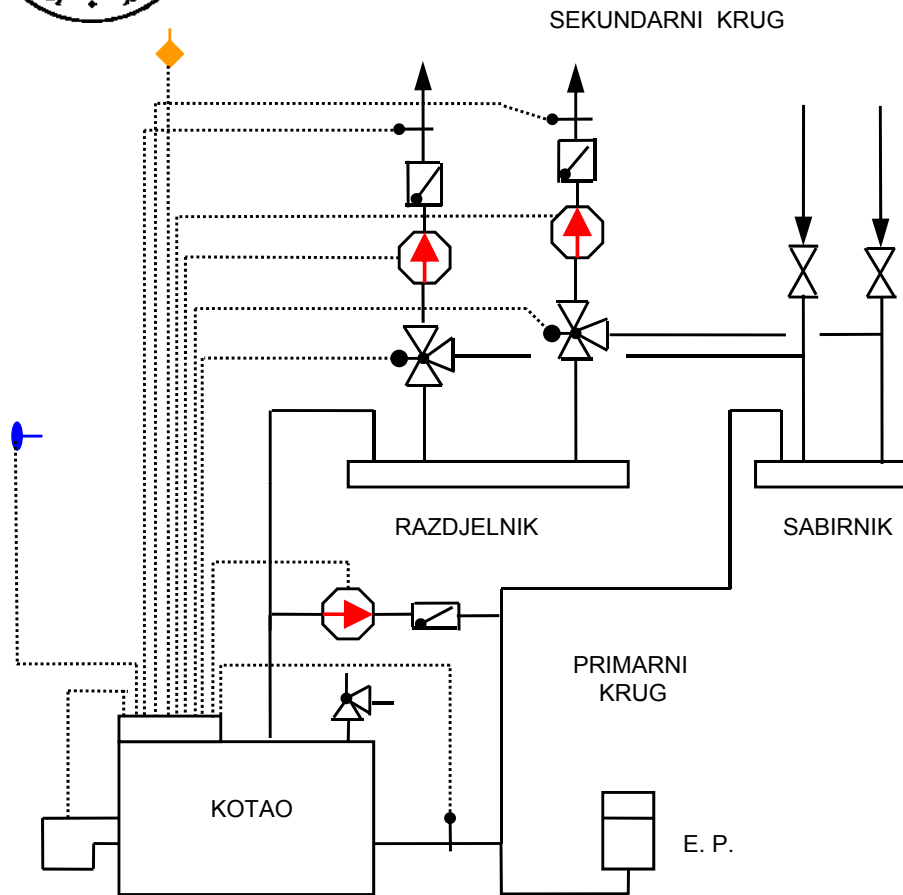 SEKUNDARNI KRUG
RAZDJELNIK
SABIRNIK
PRIMARNI
KRUG
KOTAO
E. P.